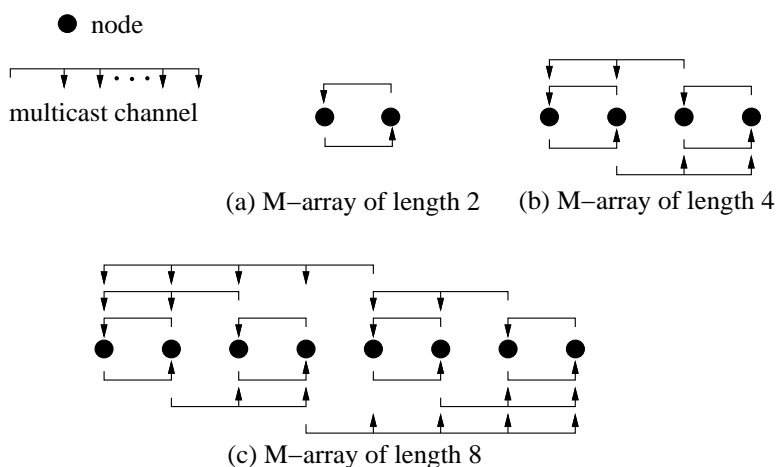 node
multicast channel
(a) M−array of length 2
(b) M−array of length 4
(c) M−array of length 8